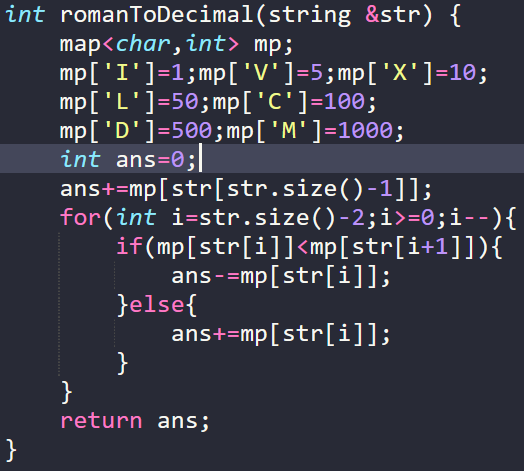 int romanToDecimal(string &str) {
    map<char,int> mp;
    mp['I']=1;mp['V']=5;mp['X']=10;
    mp['L']=50;mp['C']=100;
    mp['D']=500;mp['M']=1000;
    int ans=0;
    ans+=mp[str[str.size()-1]];
    for(int i=str.size()-2;i>=0;i--){
        if(mp[str[i]]<mp[str[i+1]]){
            ans-=mp[str[i]];
        }else{
            ans+=mp[str[i]];
        }
    }
    return ans;
}